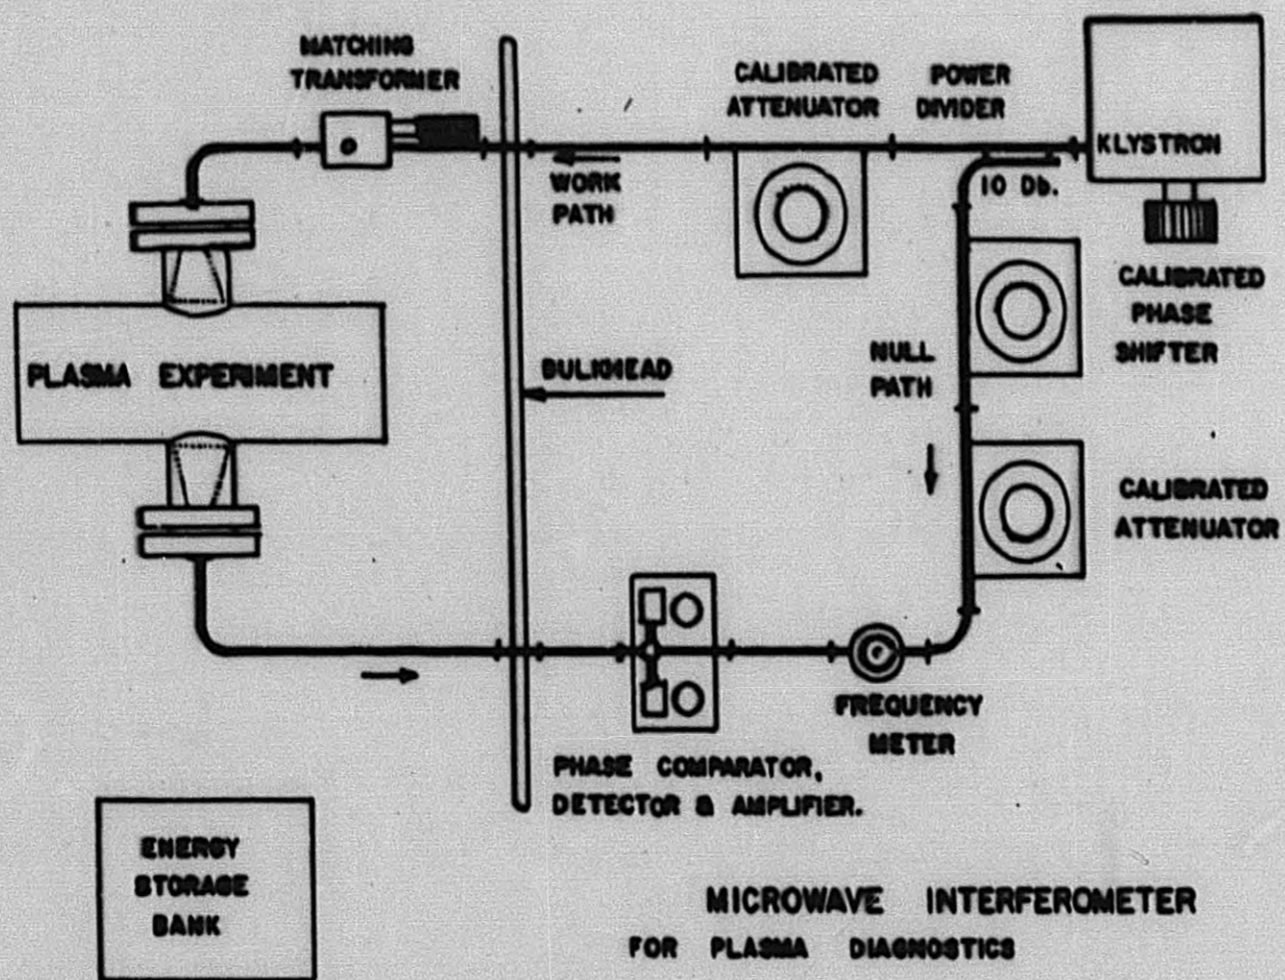 MATCHING
TRANSFORMER
CALIBRATED
ATTENUATOR
POWER
DIVIDER
KLYSTRON
10 Db.
WORK
PATH
CALIBRATED
PHASE
SHIFTER
NULL
PATH
BULKHEAD
PLASMA EXPERIMENT
CALIBRATED
ATTENUATOR
FREQUENCY
METER
PHASE COMPARATOR,
DETECTOR & AMPLIFIER.
ENERGY
STORAGE
BANK
MICROWAVE INTERFEROMETER
FOR PLASMA DIAGNOSTICS